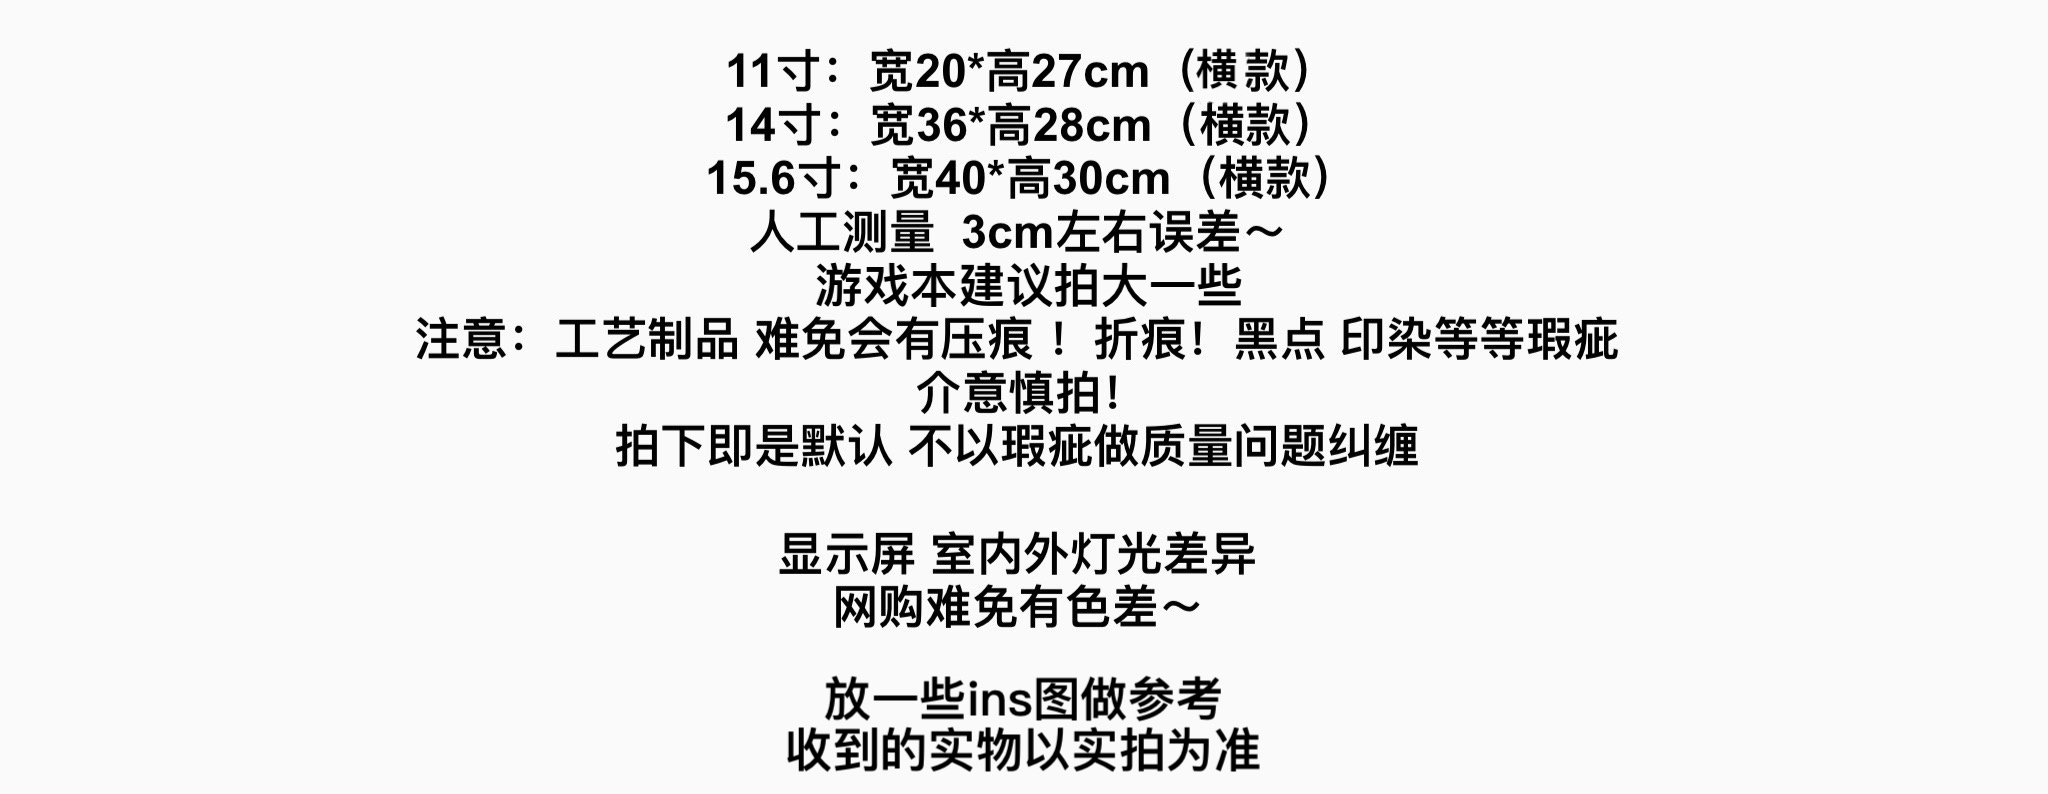 11寸：宽20*高27cm（横款）
14寸：宽36*高28cm（横款）
15.6寸：宽40*高30cm（横款）
人工测量  3cm左右误差～
游戏本建议拍大一些
注意：工艺制品 难免会有压痕 ！折痕！黑点 印染等等瑕疵
介意慎拍！
拍下即是默认 不以瑕疵做质量问题纠缠
显示屏 室内外灯光差异
网购难免有色差～
放一些ins图做参考
收到的实物以实拍为准